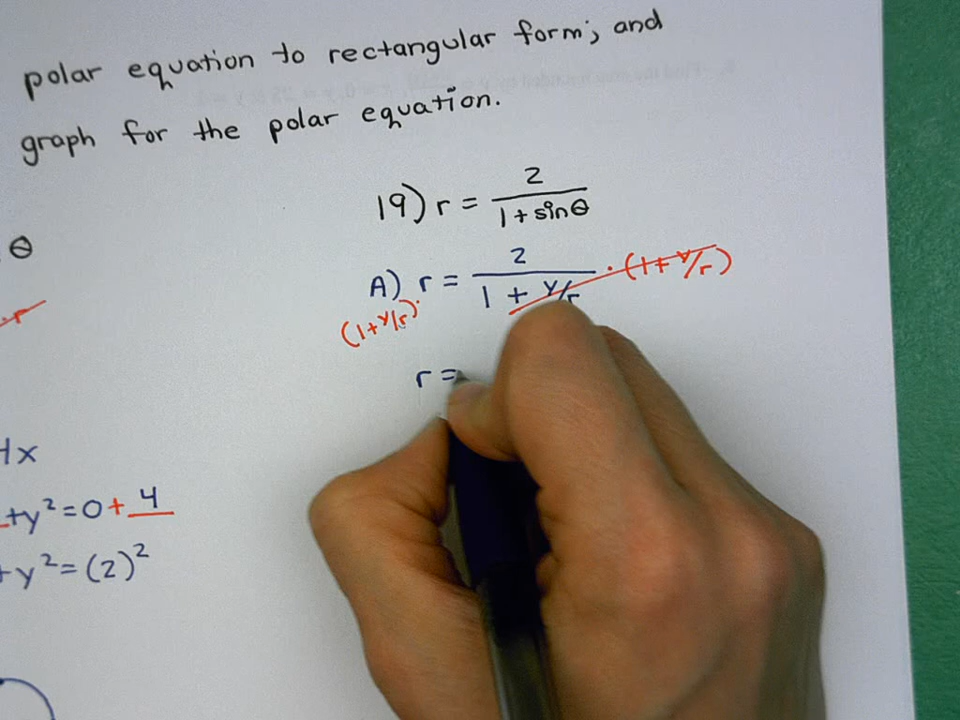 polar equation to rectangular form; and
graph for the polar equation.
19) r = 2/(1 + sinθ)
θ
A) r = 2/(1 + y/r) · (1 + y/r)
(1+y/r) ·
r =
4x
+y² = 0 + 4
+y² = (2)²